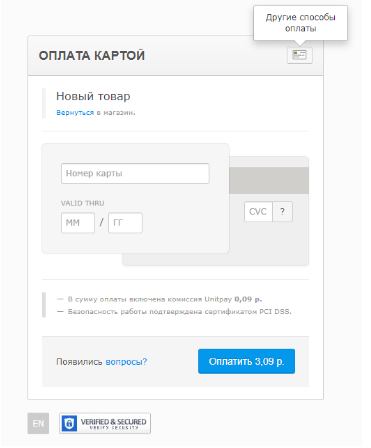 Другие способы
оплаты
ОПЛАТА КАРТОЙ
Новый товар
Вернуться в магазин.
Номер карты
VALID THRU
ММ / ГГ
CVC ?
— В сумму оплаты включена комиссия Unitpay 0,09 р.
— Безопасность работы подтверждена сертификатом PCI DSS.
Появились вопросы?
Оплатить 3,09 р.
EN
VERIFIED & SECURED
VERIFY SECURITY